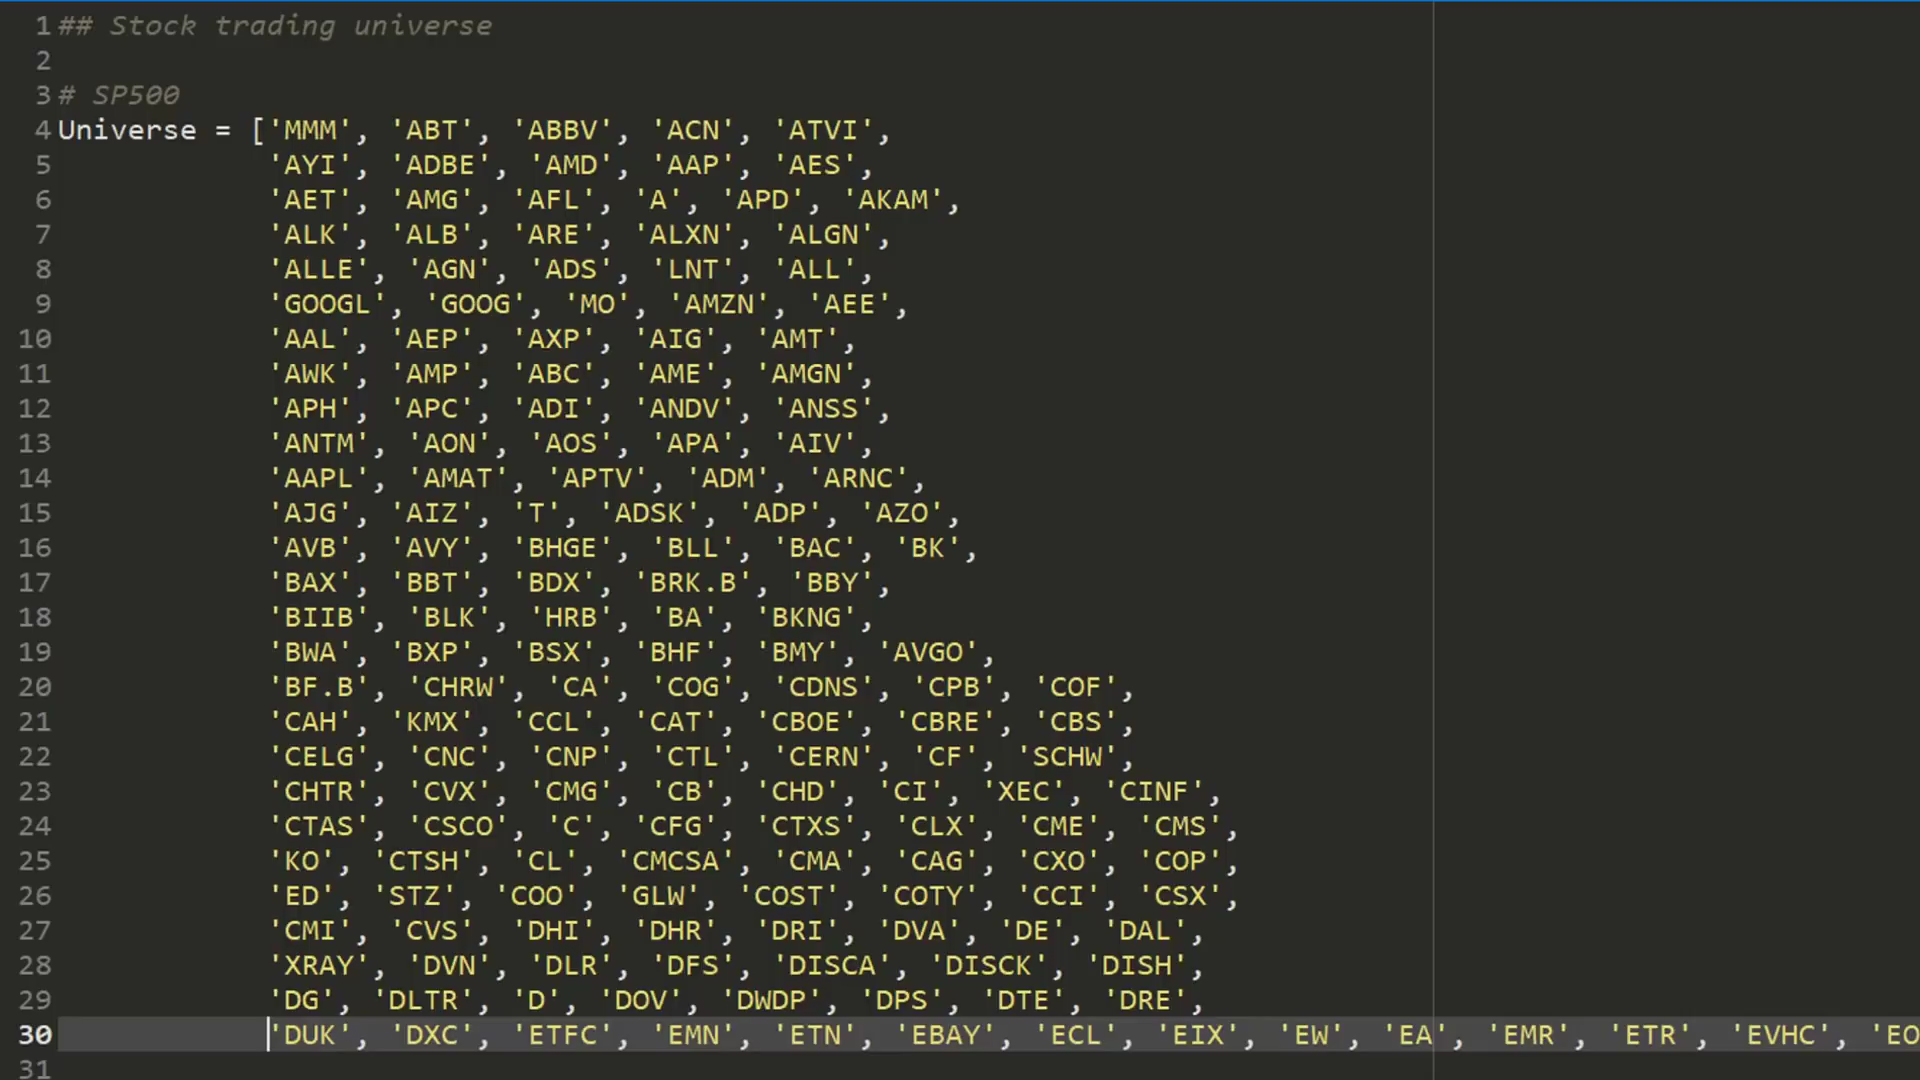 1 ## Stock trading universe
2
3 # SP500
4 Universe = ['MMM', 'ABT', 'ABBV', 'ACN', 'ATVI',
5 'AYI', 'ADBE', 'AMD', 'AAP', 'AES',
6 'AET', 'AMG', 'AFL', 'A', 'APD', 'AKAM',
7 'ALK', 'ALB', 'ARE', 'ALXN', 'ALGN',
8 'ALLE', 'AGN', 'ADS', 'LNT', 'ALL',
9 'GOOGL', 'GOOG', 'MO', 'AMZN', 'AEE',
10 'AAL', 'AEP', 'AXP', 'AIG', 'AMT',
11 'AWK', 'AMP', 'ABC', 'AME', 'AMGN',
12 'APH', 'APC', 'ADI', 'ANDV', 'ANSS',
13 'ANTM', 'AON', 'AOS', 'APA', 'AIV',
14 'AAPL', 'AMAT', 'APTV', 'ADM', 'ARNC',
15 'AJG', 'AIZ', 'T', 'ADSK', 'ADP', 'AZO',
16 'AVB', 'AVY', 'BHGE', 'BLL', 'BAC', 'BK',
17 'BAX', 'BBT', 'BDX', 'BRK.B', 'BBY',
18 'BIIB', 'BLK', 'HRB', 'BA', 'BKNG',
19 'BWA', 'BXP', 'BSX', 'BHF', 'BMY', 'AVGO',
20 'BF.B', 'CHRW', 'CA', 'COG', 'CDNS', 'CPB', 'COF',
21 'CAH', 'KMX', 'CCL', 'CAT', 'CBOE', 'CBRE', 'CBS',
22 'CELG', 'CNC', 'CNP', 'CTL', 'CERN', 'CF', 'SCHW',
23 'CHTR', 'CVX', 'CMG', 'CB', 'CHD', 'CI', 'XEC', 'CINF',
24 'CTAS', 'CSCO', 'C', 'CFG', 'CTXS', 'CLX', 'CME', 'CMS',
25 'KO', 'CTSH', 'CL', 'CMCSA', 'CMA', 'CAG', 'CXO', 'COP',
26 'ED', 'STZ', 'COO', 'GLW', 'COST', 'COTY', 'CCI', 'CSX',
27 'CMI', 'CVS', 'DHI', 'DHR', 'DRI', 'DVA', 'DE', 'DAL',
28 'XRAY', 'DVN', 'DLR', 'DFS', 'DISCA', 'DISCK', 'DISH',
29 'DG', 'DLTR', 'D', 'DOV', 'DWDP', 'DPS', 'DTE', 'DRE',
30 'DUK', 'DXC', 'ETFC', 'EMN', 'ETN', 'EBAY', 'ECL', 'EIX', 'EW', 'EA', 'EMR', 'ETR', 'EVHC', 'EO
31